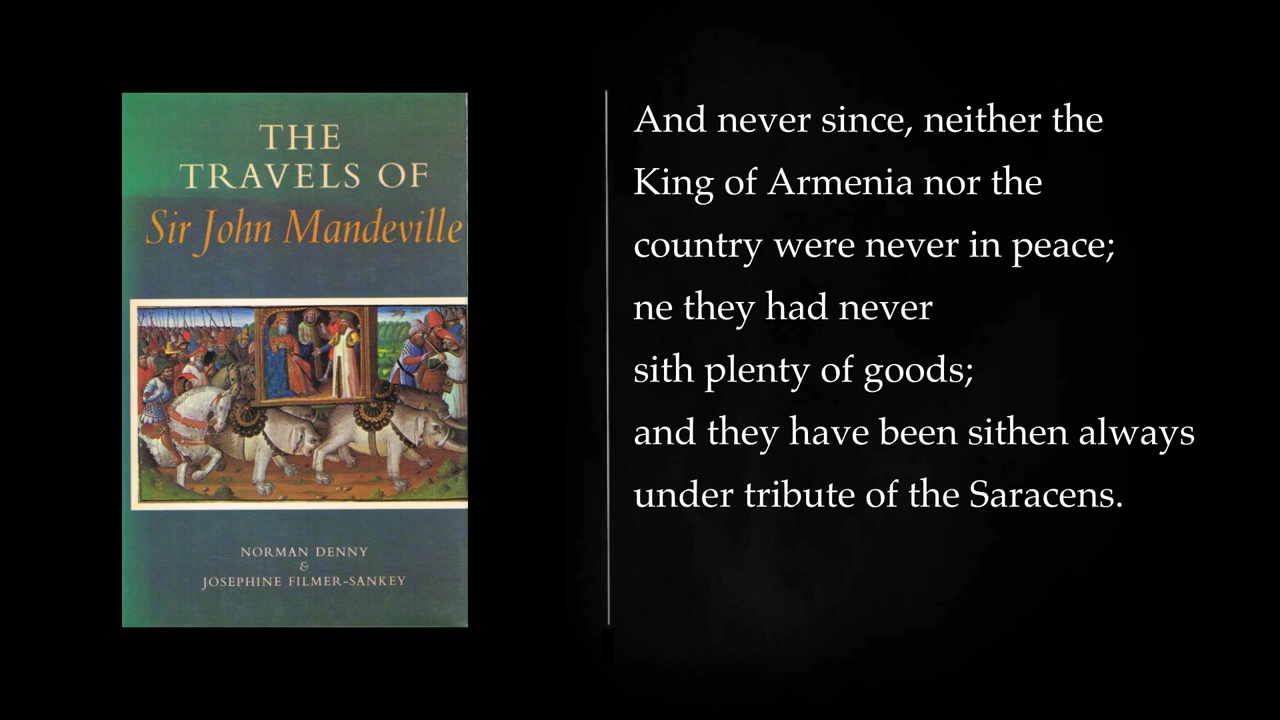 THE
TRAVELS OF
Sir John Mandeville
NORMAN DENNY
&
JOSEPHINE FILMER-SANKEY
And never since, neither the
King of Armenia nor the
country were never in peace;
ne they had never
sith plenty of goods;
and they have been sithen always
under tribute of the Saracens.